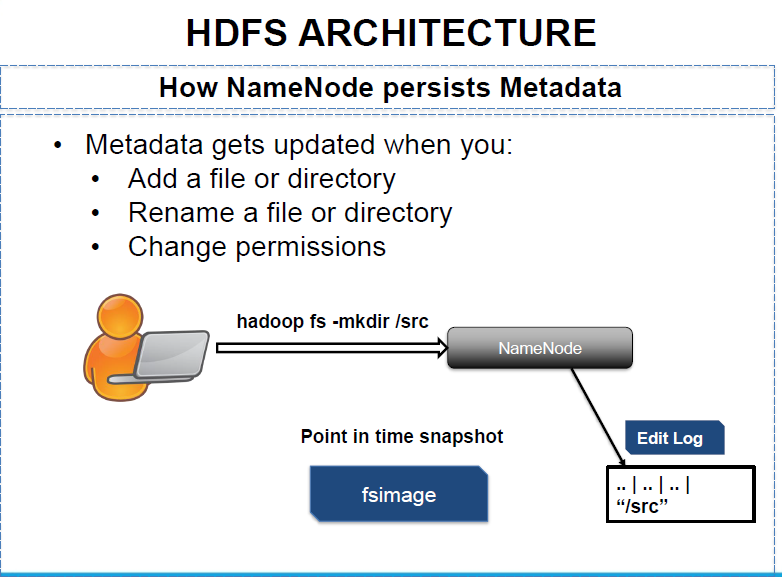 HDFS ARCHITECTURE
How NameNode persists Metadata
• Metadata gets updated when you:
• Add a file or directory
• Rename a file or directory
• Change permissions
hadoop fs -mkdir /src
NameNode
Point in time snapshot
Edit Log
fsimage
.. | .. | .. |
“/src”